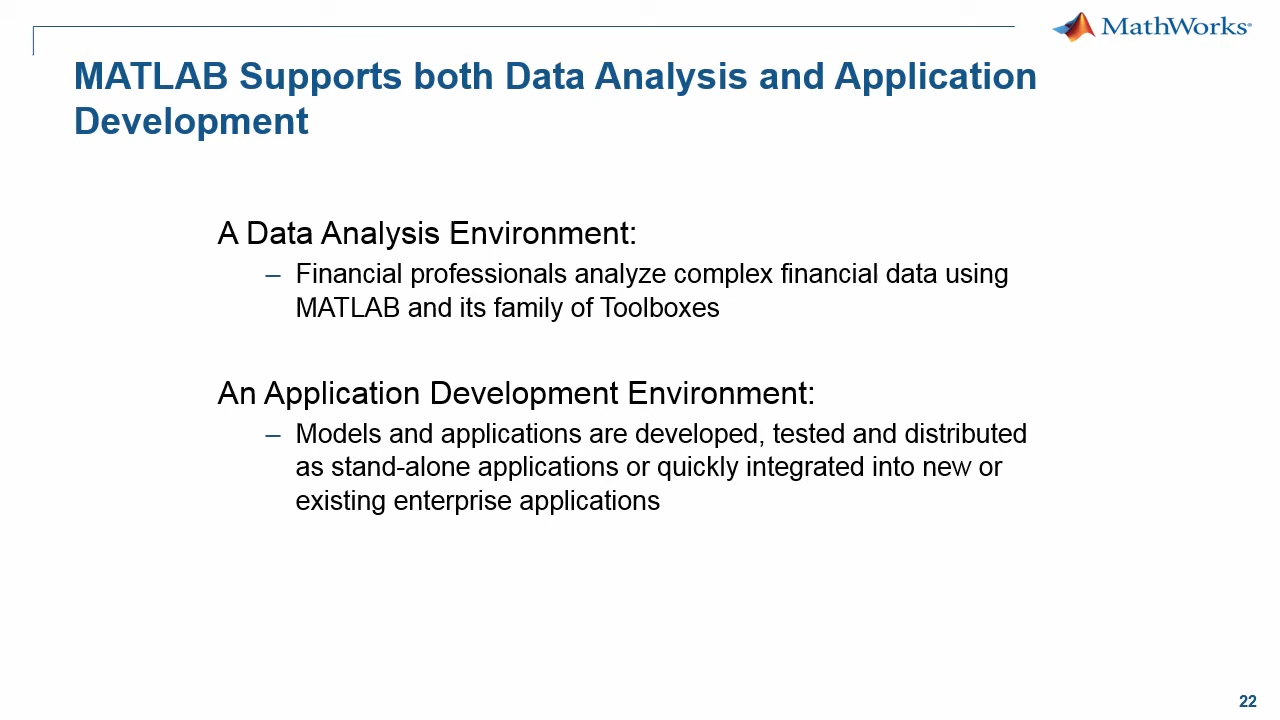 MathWorks®
MATLAB Supports both Data Analysis and Application
Development
A Data Analysis Environment:
– Financial professionals analyze complex financial data using
MATLAB and its family of Toolboxes
An Application Development Environment:
– Models and applications are developed, tested and distributed
as stand-alone applications or quickly integrated into new or
existing enterprise applications
22